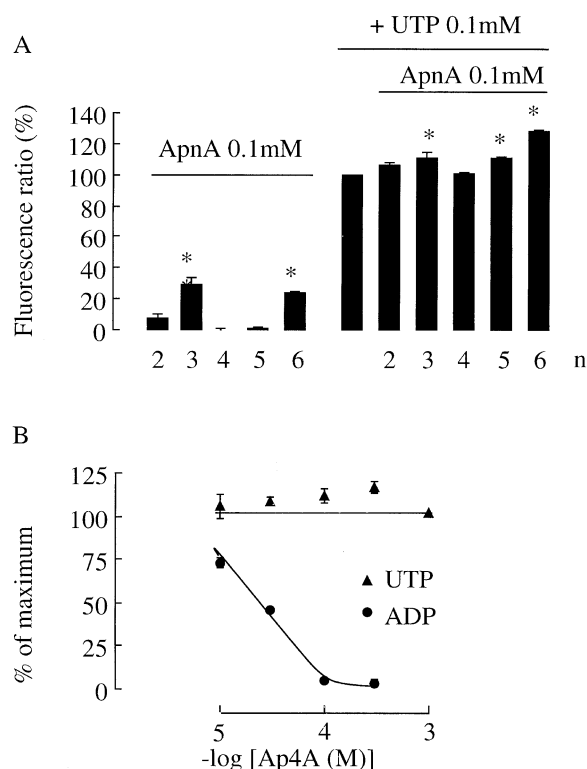 A
+ UTP 0.1mM
ApnA 0.1mM
ApnA 0.1mM
Fluorescence ratio (%)
140
120
100
80
60
40
20
0
* * * * *
2 3 4 5 6 2 3 4 5 6 n
B
% of maximum
125
100
75
50
25
0
UTP
ADP
5 4 3
-log [Ap4A (M)]